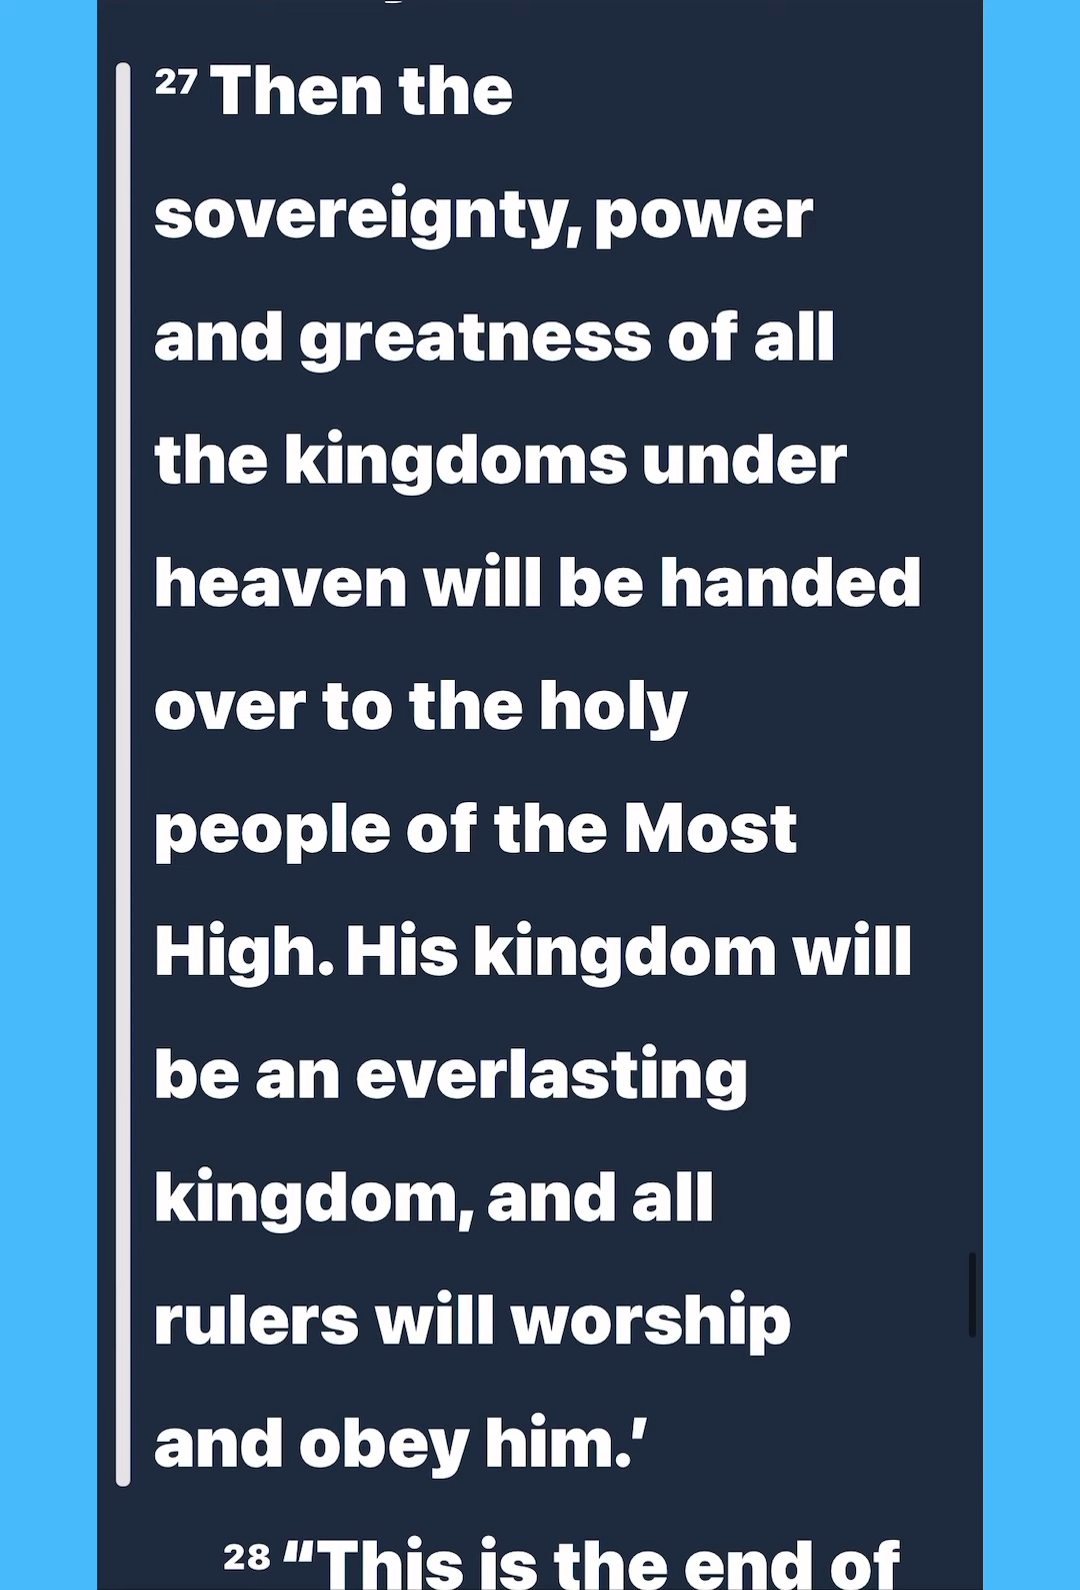 27 Then the
sovereignty, power
and greatness of all
the kingdoms under
heaven will be handed
over to the holy
people of the Most
High. His kingdom will
be an everlasting
kingdom, and all
rulers will worship
and obey him.’
28 “This is the end of